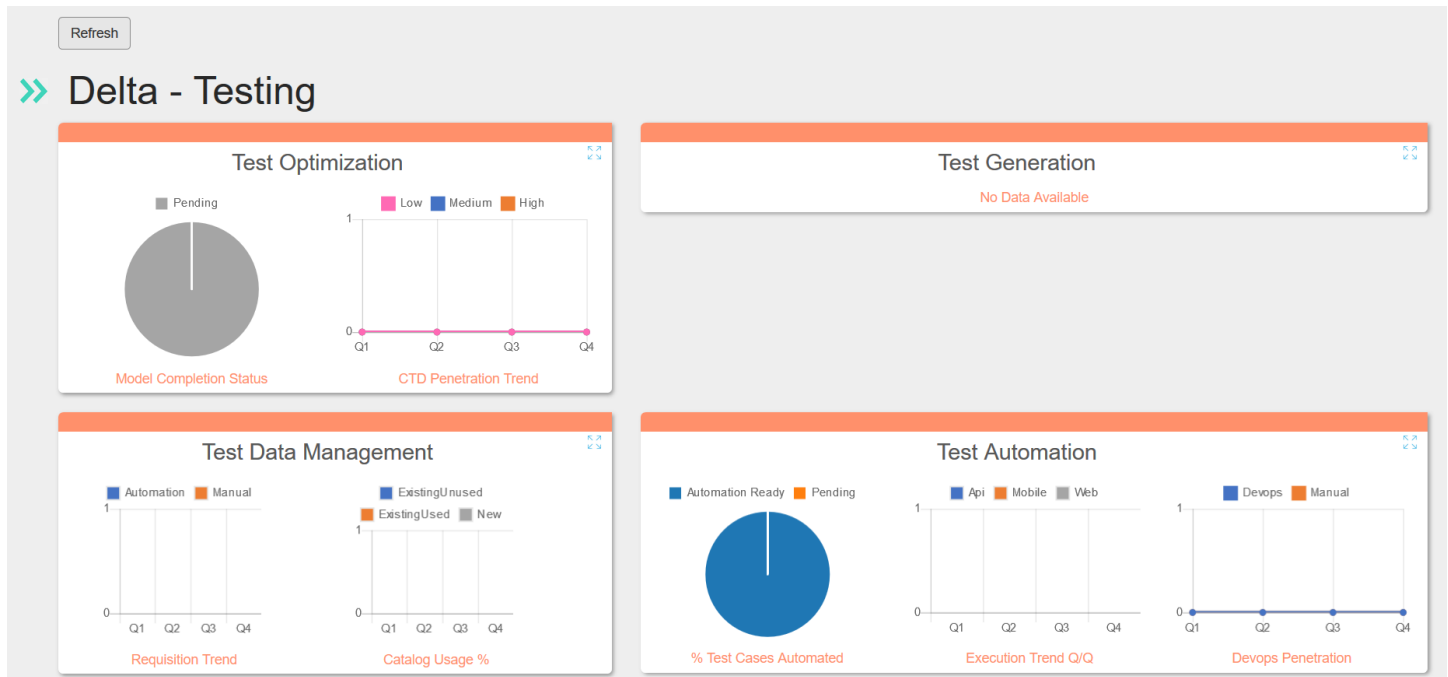 Refresh
Delta - Testing
Test Optimization
Pending
Model Completion Status
Low Medium High
1
0
Q1 Q2 Q3 Q4
CTD Penetration Trend
Test Generation
No Data Available
Test Data Management
Automation Manual
1
0
Q1 Q2 Q3 Q4
Requisition Trend
ExistingUnused
ExistingUsed New
1
0
Q1 Q2 Q3 Q4
Catalog Usage %
Test Automation
Automation Ready Pending
% Test Cases Automated
Api Mobile Web
1
0
Q1 Q2 Q3 Q4
Execution Trend Q/Q
Devops Manual
1
0
Q1 Q2 Q3 Q4
Devops Penetration